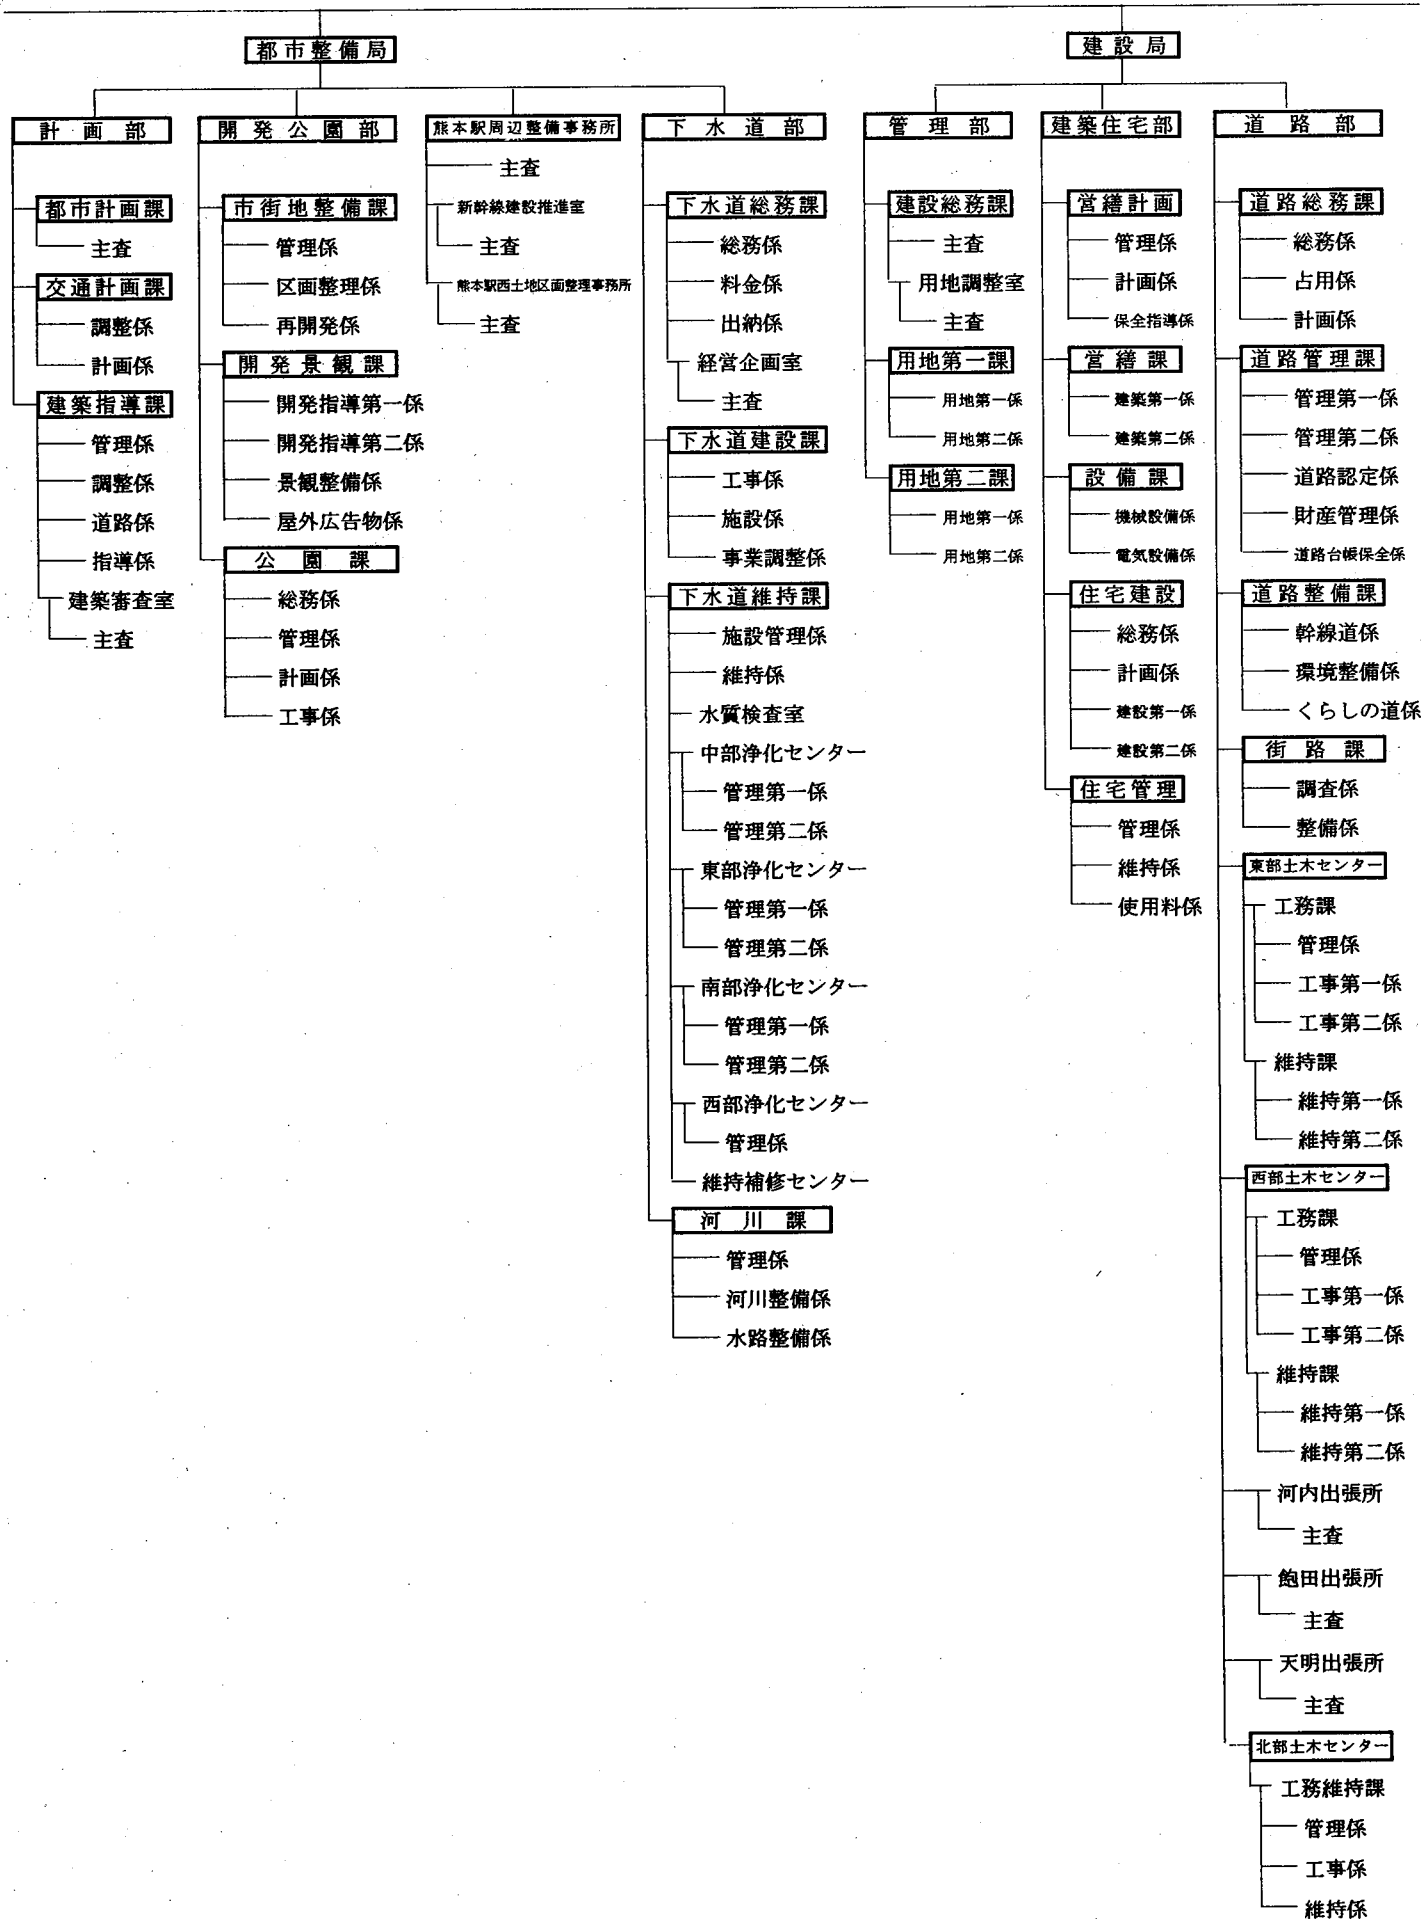 都市整備局
計画部
都市計画課
主査
交通計画課
調整係
計画係
建築指導課
管理係
調整係
道路係
指導係
建築審査室
主査
開発公園部
市街地整備課
管理係
区画整理係
再開発係
開発景観課
開発指導第一係
開発指導第二係
景観整備係
屋外広告物係
公園課
総務係
管理係
計画係
工事係
熊本駅周辺整備事務所
主査
新幹線建設推進室
主査
熊本駅西土地区画整理事務所
主査
下水道部
下水道総務課
総務係
料金係
出納係
経営企画室
主査
下水道建設課
工事係
施設係
事業調整係
下水道維持課
施設管理係
維持係
水質検査室
中部浄化センター
管理第一係
管理第二係
東部浄化センター
管理第一係
管理第二係
南部浄化センター
管理第一係
管理第二係
西部浄化センター
管理係
維持補修センター
河川課
管理係
河川整備係
水路整備係
建設局
管理部
建設総務課
主査
用地調整室
主査
用地第一課
用地第一係
用地第二係
用地第二課
用地第一係
用地第二係
建築住宅部
営繕計画
管理係
計画係
保全指導係
営繕課
建築第一係
建築第二係
設備課
機械設備係
電気設備係
住宅建設
総務係
計画係
建設第一係
建設第二係
住宅管理
管理係
維持係
使用料係
道路部
道路総務課
総務係
占用係
計画係
道路管理課
管理第一係
管理第二係
道路認定係
財産管理係
道路台帳保全係
道路整備課
幹線道係
環境整備係
くらしの道係
街路課
調査係
整備係
東部土木センター
工務課
管理係
工事第一係
工事第二係
維持課
維持第一係
維持第二係
西部土木センター
工務課
管理係
工事第一係
工事第二係
維持課
維持第一係
維持第二係
河内出張所
主査
飽田出張所
主査
天明出張所
主査
北部土木センター
工務維持課
管理係
工事係
維持係